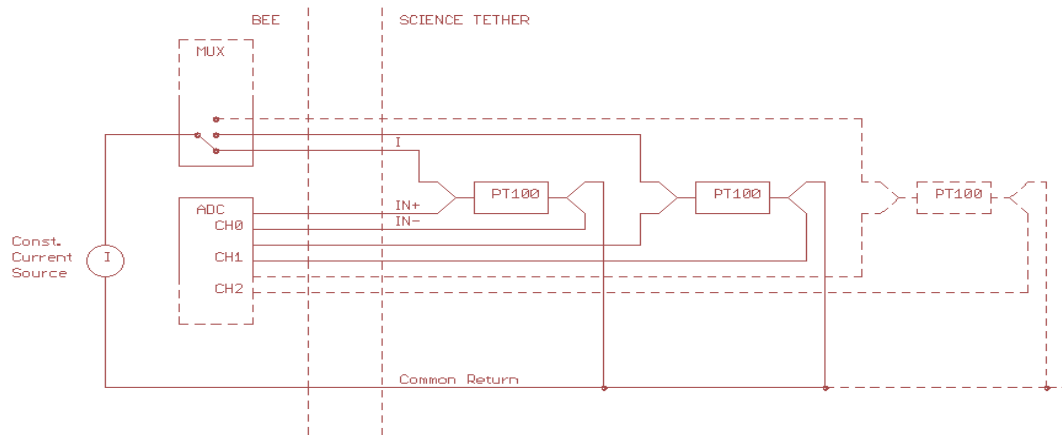 BEE
SCIENCE TETHER
MUX
I
PT100
PT100
PT100
IN+
ADC
IN-
CH0
Const.
Current
Source
I
CH1
CH2
Common Return